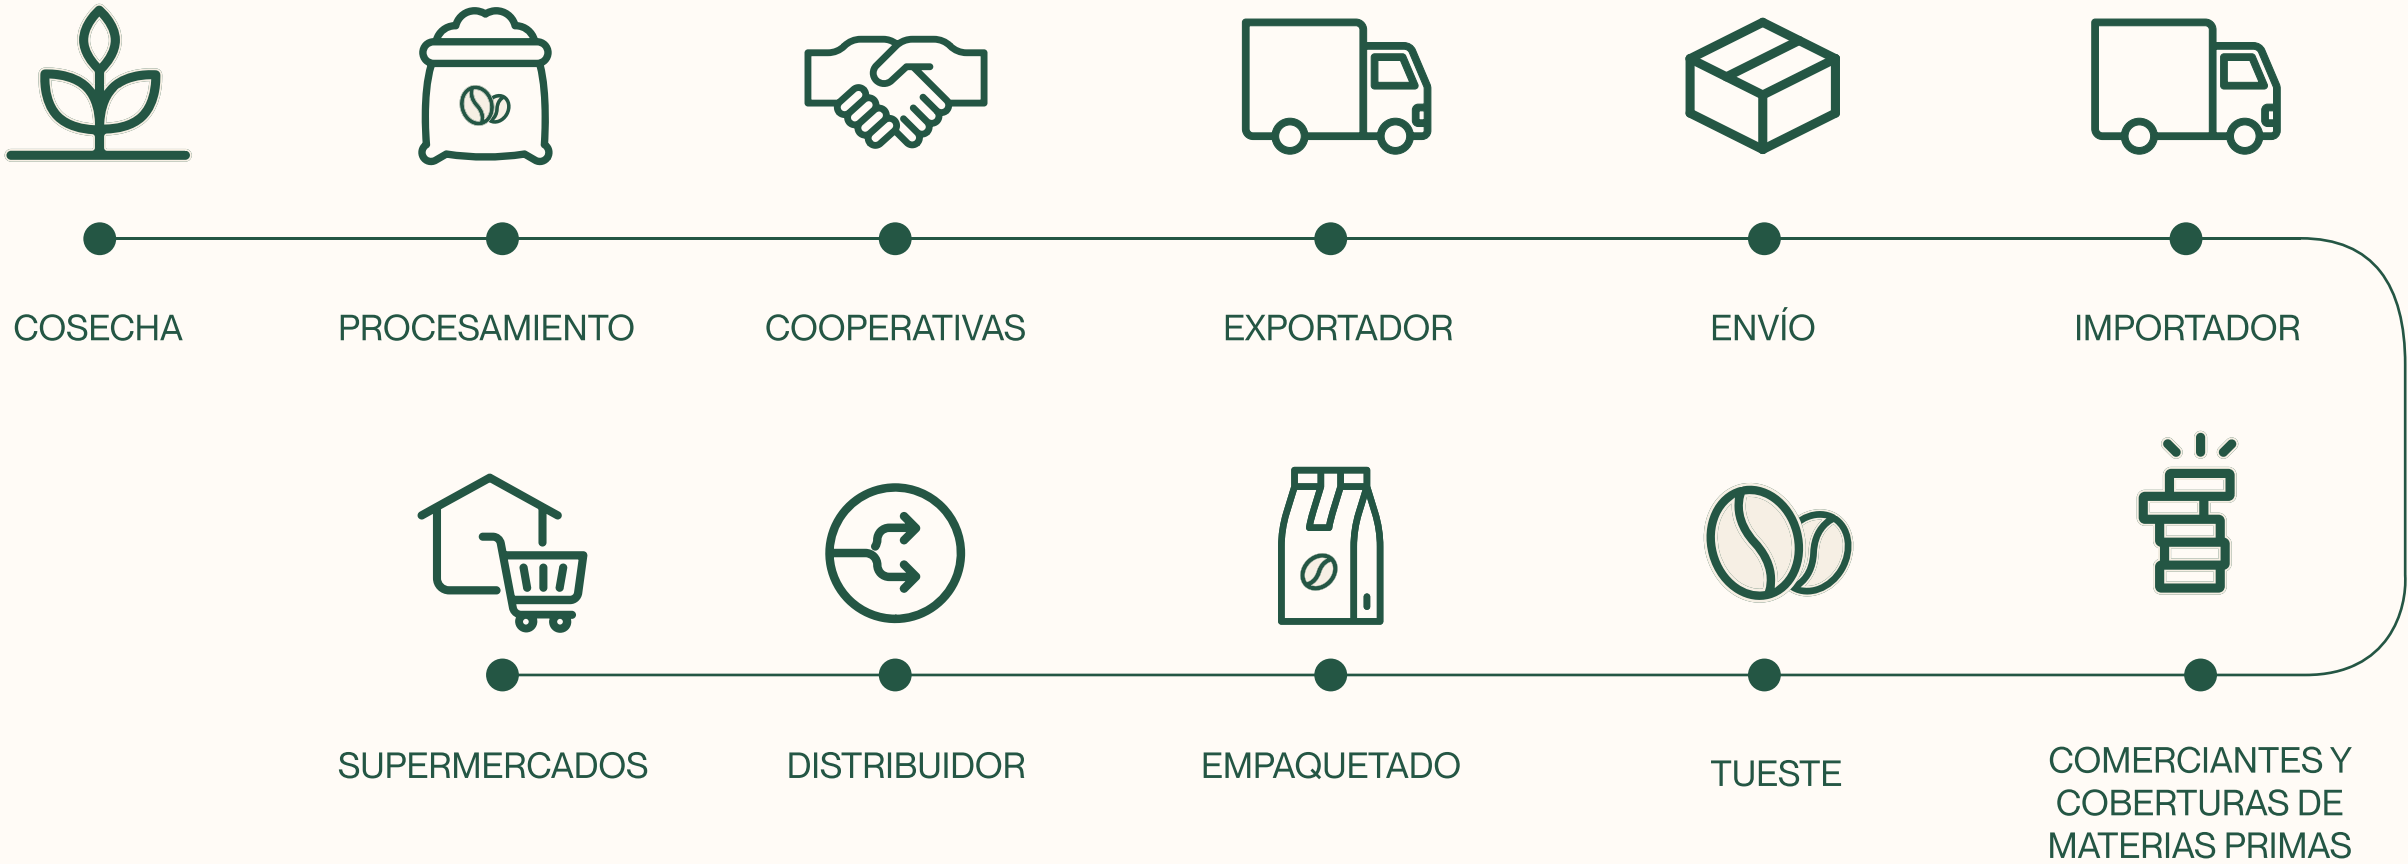 COSECHA
PROCESAMIENTO
COOPERATIVAS
EXPORTADOR
ENVÍO
IMPORTADOR
COMERCIANTES Y
COBERTURAS DE
MATERIAS PRIMAS
TUESTE
EMPAQUETADO
DISTRIBUIDOR
SUPERMERCADOS